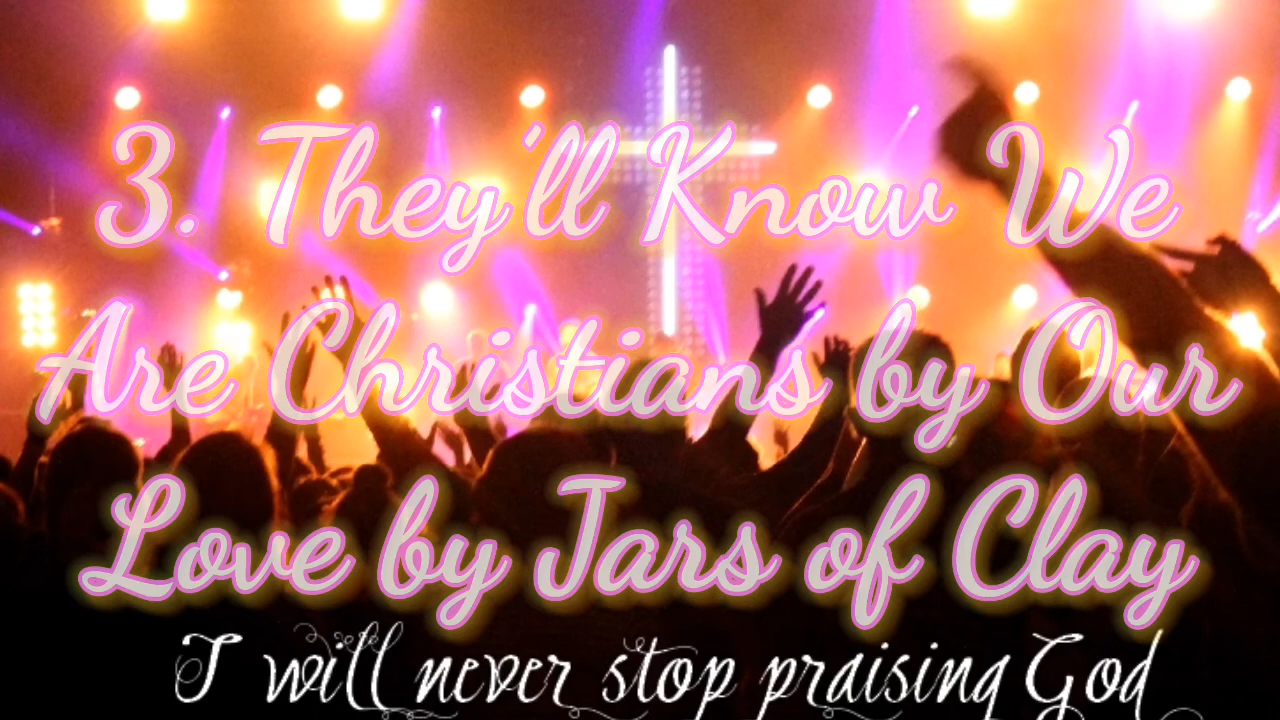 3. They'll Know We
Are Christians by Our
Love by Jars of Clay
I will never stop praising God